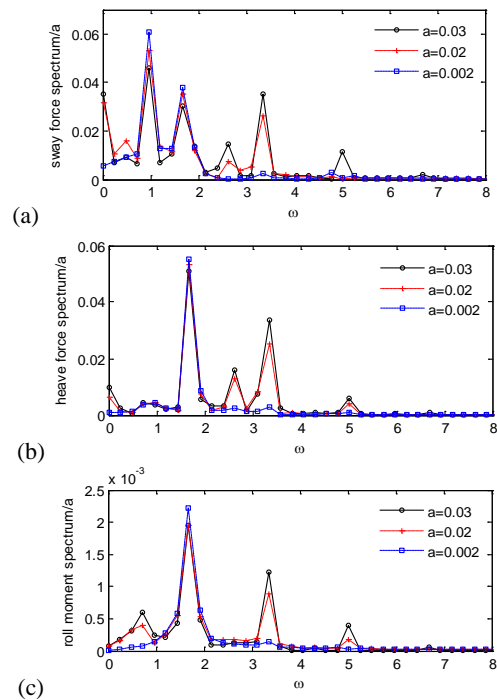 (a)
sway force spectrum/a
0.06
0.04
0.02
0
a=0.03
a=0.02
a=0.002
0 1 2 3 4 5 6 7 8
ω
(b)
heave force spectrum/a
0.06
0.04
0.02
0
a=0.03
a=0.02
a=0.002
0 1 2 3 4 5 6 7 8
ω
(c)
roll moment spectrum/a
x 10⁻³
2.5
2
1.5
1
0.5
0
a=0.03
a=0.02
a=0.002
0 1 2 3 4 5 6 7 8
ω